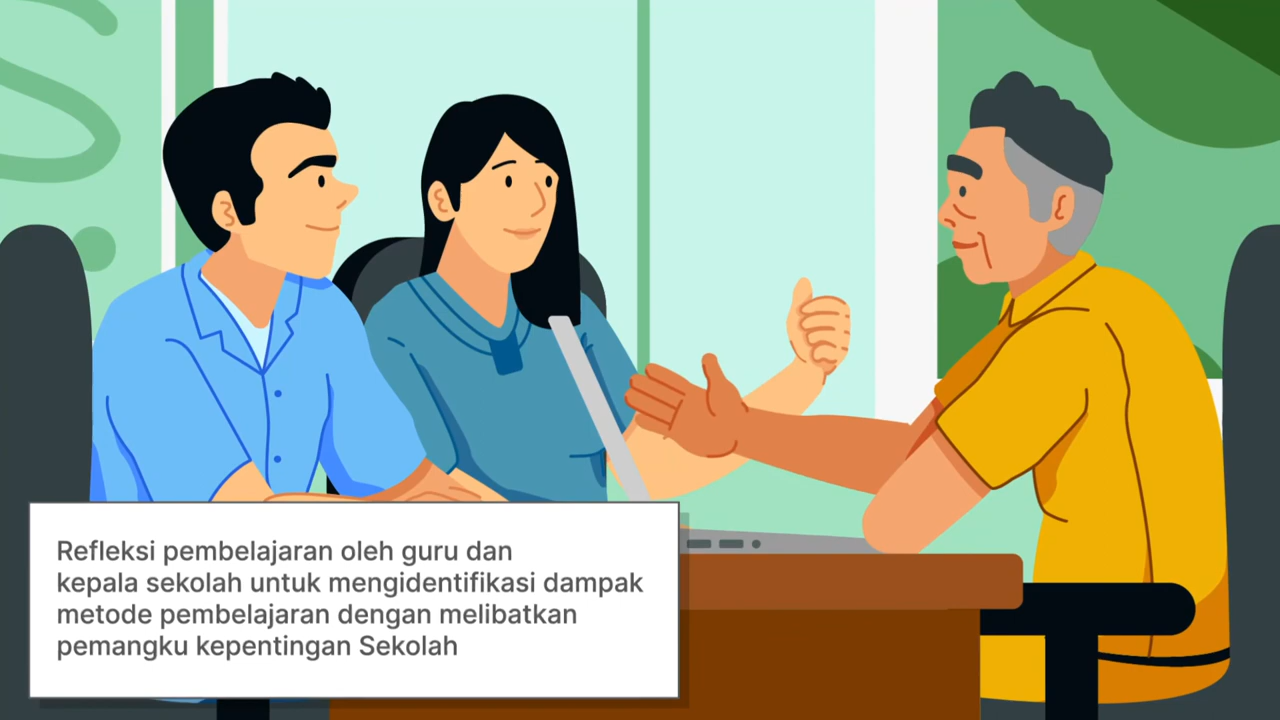 Refleksi pembelajaran oleh guru dan
kepala sekolah untuk mengidentifikasi dampak
metode pembelajaran dengan melibatkan
pemangku kepentingan Sekolah